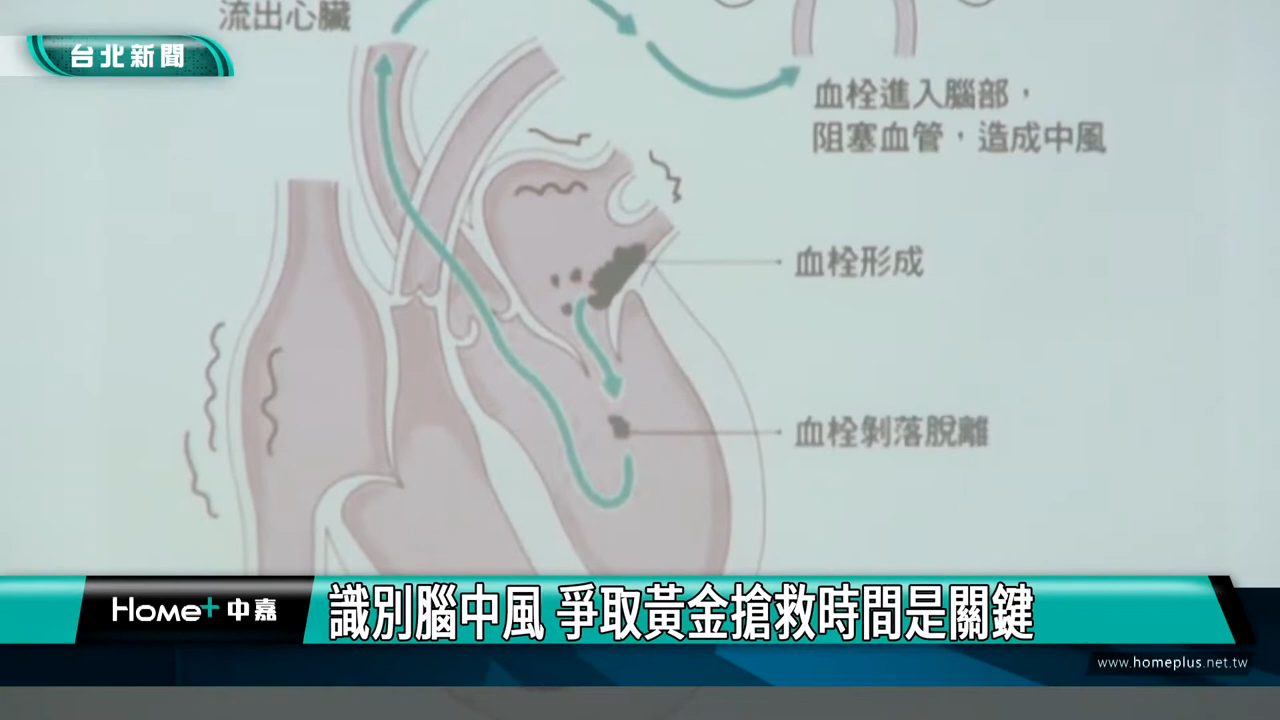 流出心臟
台北新聞
血栓進入腦部，
阻塞血管，造成中風
血栓形成
血栓剝落脫離
Home+中嘉
識別腦中風 爭取黃金搶救時間是關鍵
www.homeplus.net.tw